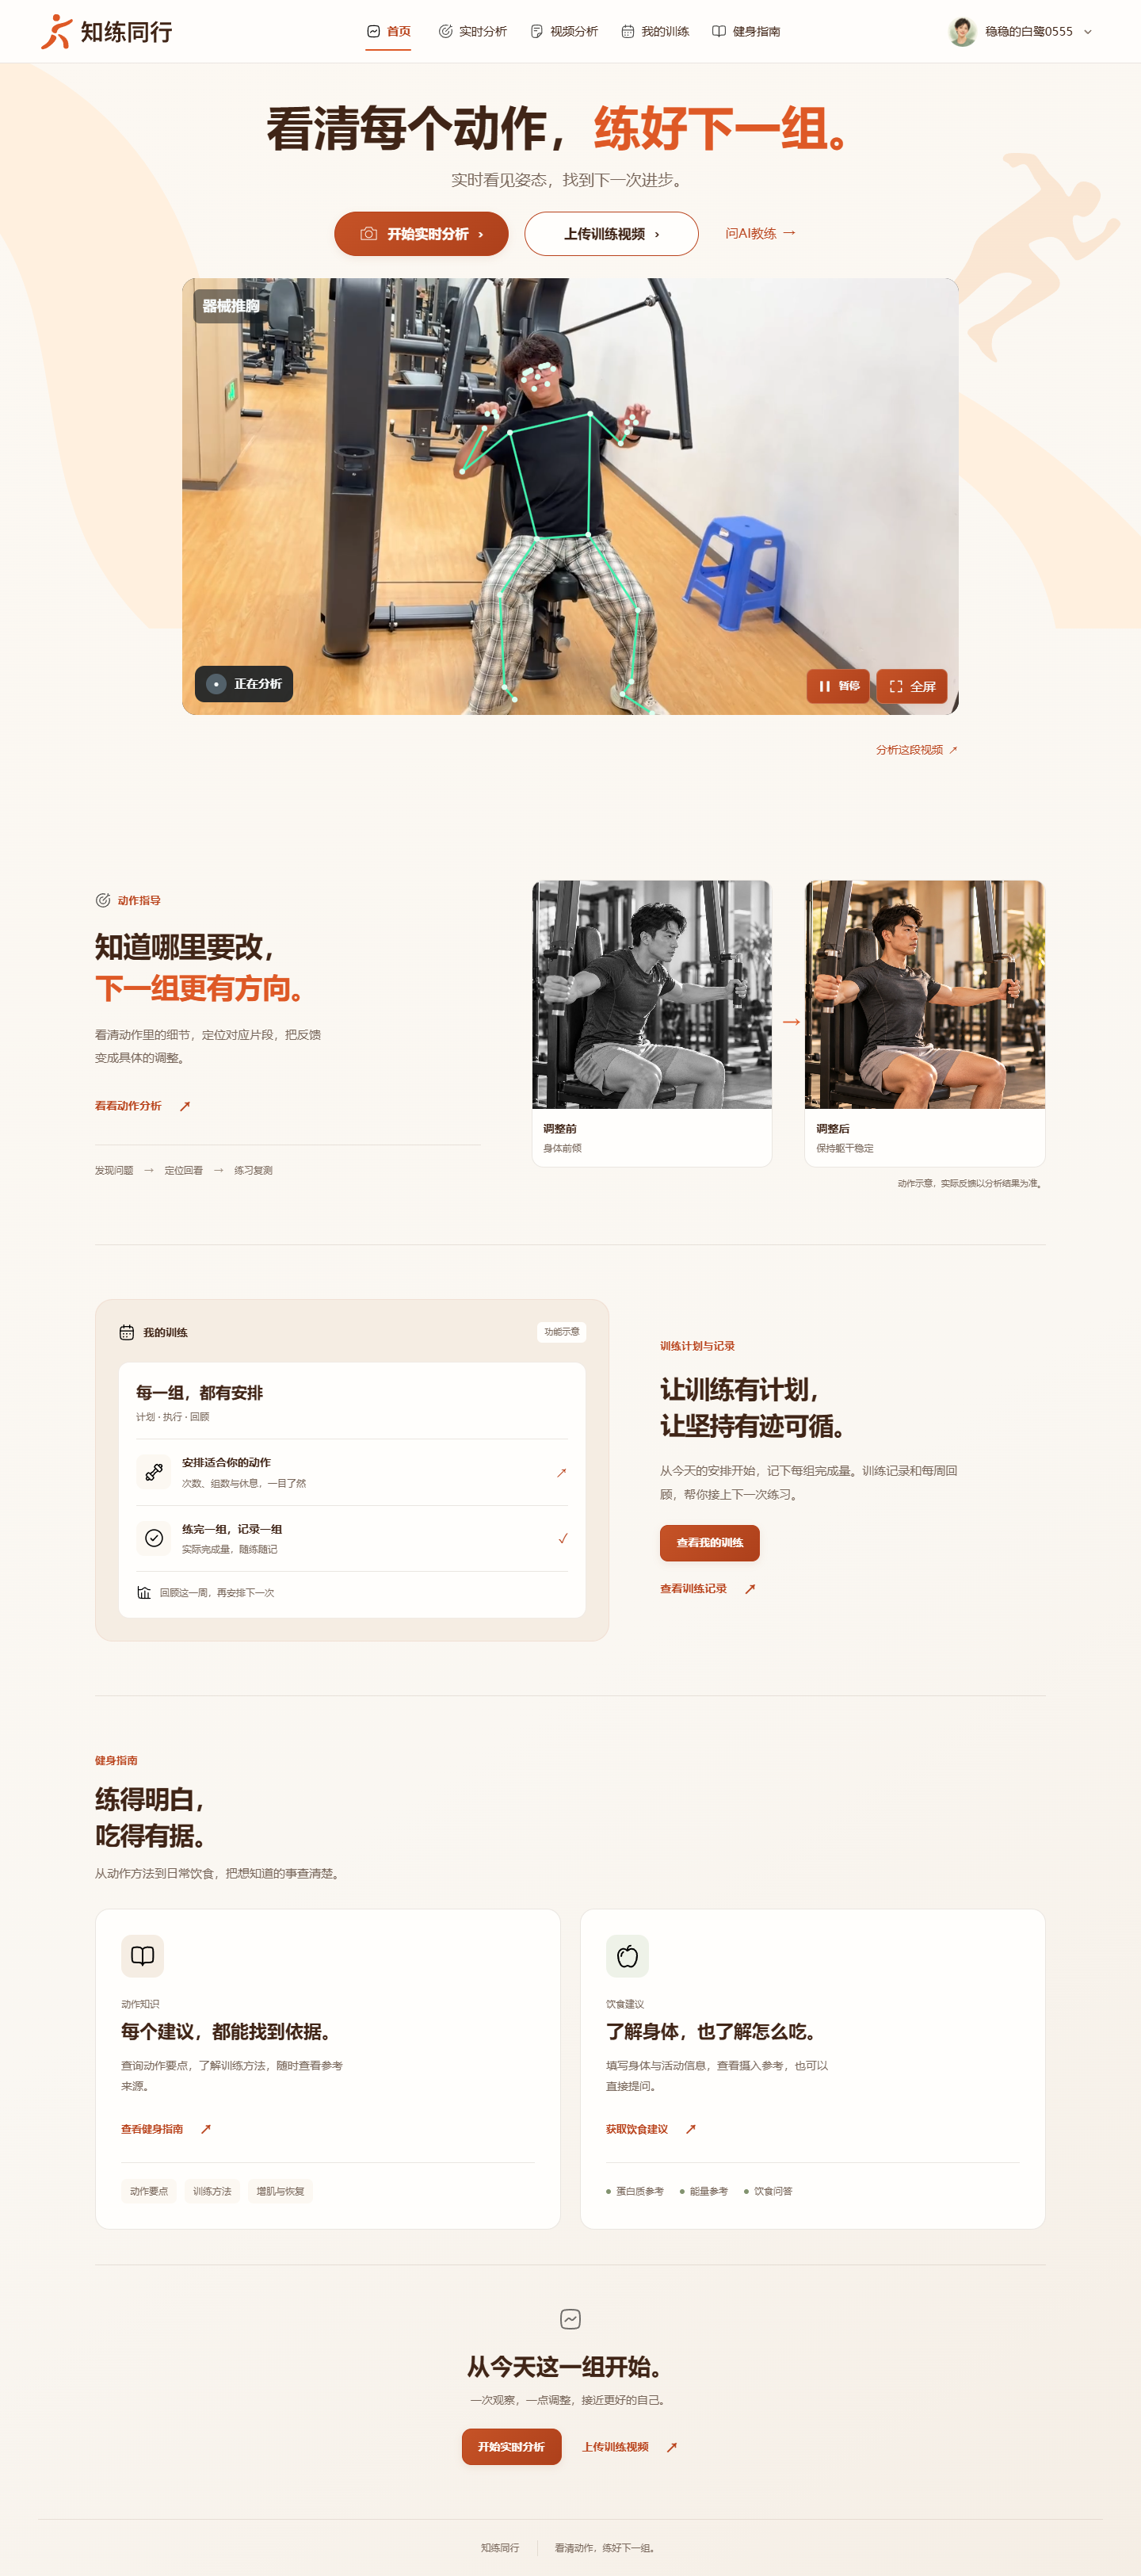 知练同行
首页
实时分析
视频分析
我的训练
健身指南
稳稳的白鹭0555
看清每个动作，练好下一组。
实时看见姿态，找到下一次进步。
开始实时分析 ›
上传训练视频 ›
问AI教练 →
器械推胸
正在分析
暂停
全屏
分析这段视频 ↗
动作指导
知道哪里要改，
下一组更有方向。
看清动作里的细节，定位对应片段，把反馈
变成具体的调整。
看看动作分析 ↗
发现问题 → 定位回看 → 练习复测
→
调整前
身体前倾
调整后
保持躯干稳定
动作示意，实际反馈以分析结果为准。
我的训练
功能示意
每一组，都有安排
计划 · 执行 · 回顾
安排适合你的动作
次数、组数与休息，一目了然
↗
练完一组，记录一组
实际完成量，随练随记
✓
回顾这一周，再安排下一次
训练计划与记录
让训练有计划，
让坚持有迹可循。
从今天的安排开始，记下每组完成量。训练记录和每周回
顾，帮你接上下一次练习。
查看我的训练
查看训练记录 ↗
健身指南
练得明白，
吃得有据。
从动作方法到日常饮食，把想知道的事查清楚。
动作知识
每个建议，都能找到依据。
查询动作要点，了解训练方法，随时查看参考
来源。
查看健身指南 ↗
动作要点
训练方法
增肌与恢复
饮食建议
了解身体，也了解怎么吃。
填写身体与活动信息，查看摄入参考，也可以
直接提问。
获取饮食建议 ↗
蛋白质参考
能量参考
饮食问答
从今天这一组开始。
一次观察，一点调整，接近更好的自己。
开始实时分析
上传训练视频 ↗
知练同行
看清动作，练好下一组。